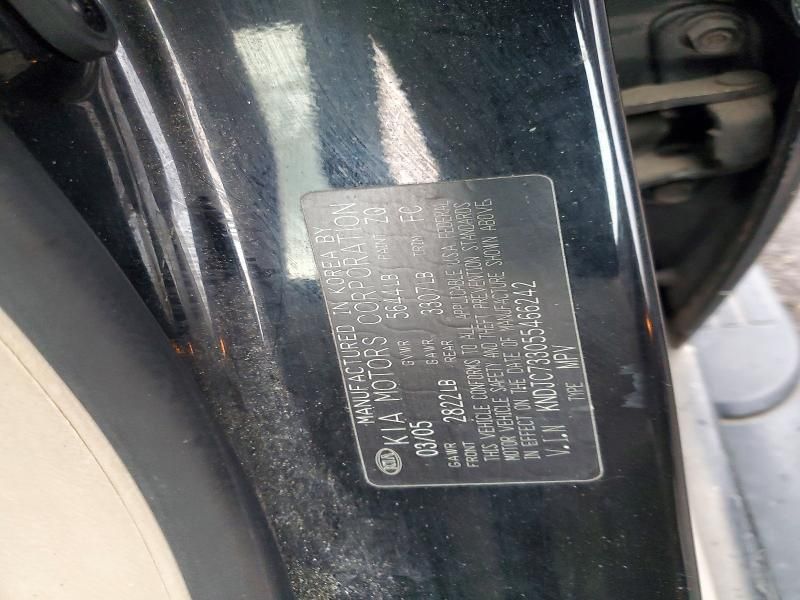 MANUFACTURED IN KOREA BY
KIA KIA MOTORS CORPORATION
03/05 GVWR 5644LB PAINT Z0
GAWR FRONT 2822LB GAWR REAR 3307LB TRIM FC
THIS VEHICLE CONFORMS TO ALL APPLICABLE U.S.A. FEDERAL
MOTOR VEHICLE SAFETY AND THEFT PREVENTION STANDARDS
IN EFFECT ON THE DATE OF MANUFACTURE SHOWN ABOVE.
V.I.N KNDJC733055466242
TYPE MPV